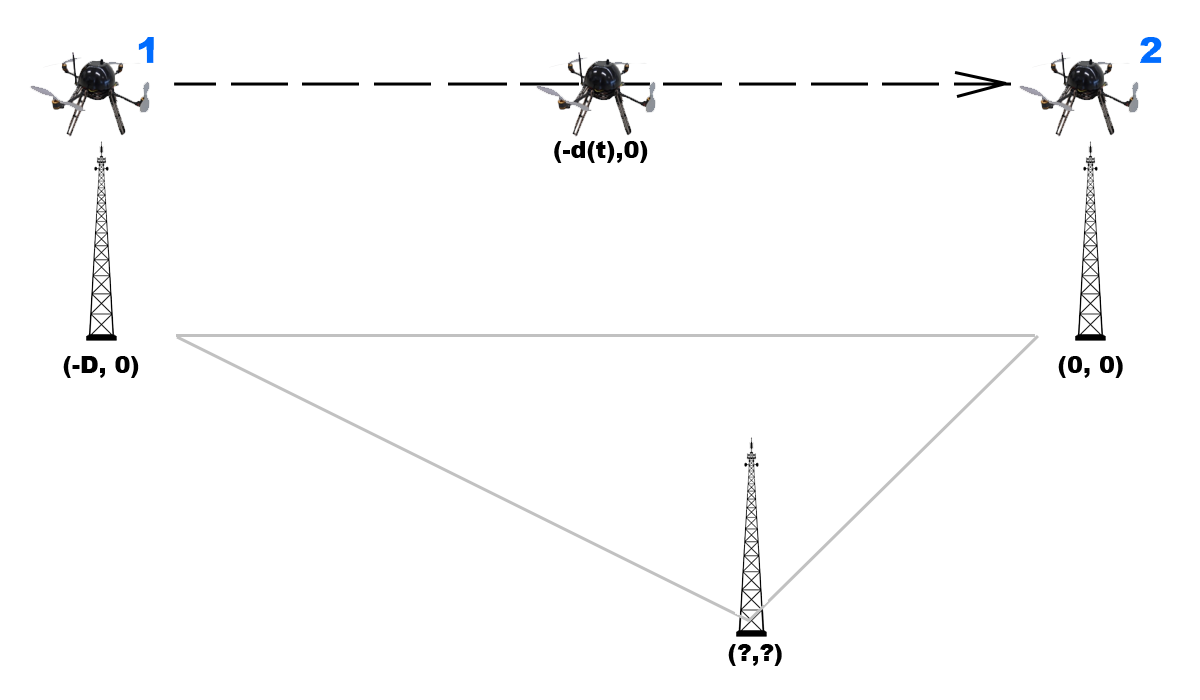 1
2
(-d(t),0)
(-D, 0)
(0, 0)
(?,?)